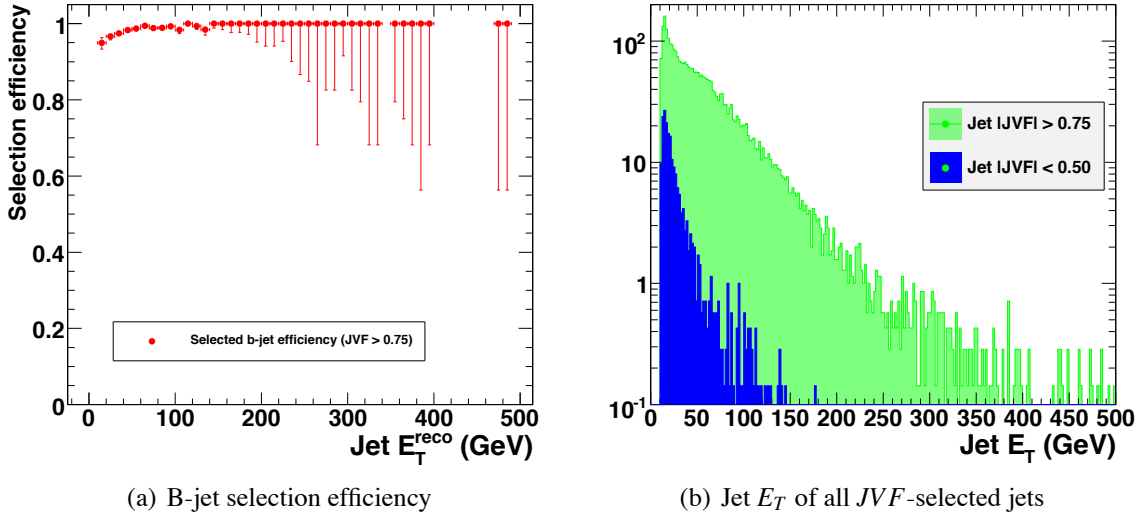 Selection efficiency
1
0.8
0.6
0.4
0.2
0
Selected b-jet efficiency (JVF > 0.75)
0 100 200 300 400 500
Jet E_T^reco (GeV)
(a) B-jet selection efficiency
10²
10
1
10⁻¹
Jet |JVF| > 0.75
Jet |JVF| < 0.50
0 50 100 150 200 250 300 350 400 450 500
Jet E_T (GeV)
(b) Jet E_T of all JVF-selected jets